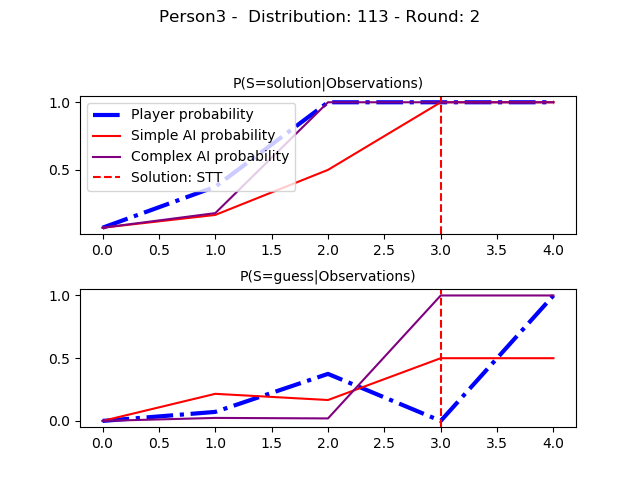 Person3 -  Distribution: 113 - Round: 2
P(S=solution|Observations)
1.0
0.5
Player probability
Simple AI probability
Complex AI probability
Solution: STT
0.0 0.5 1.0 1.5 2.0 2.5 3.0 3.5 4.0
P(S=guess|Observations)
1.0
0.5
0.0
0.0 0.5 1.0 1.5 2.0 2.5 3.0 3.5 4.0